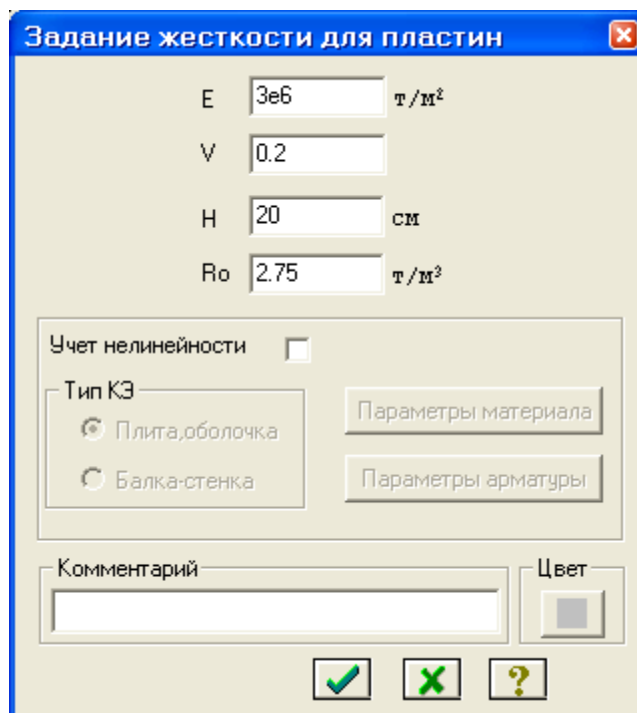 Задание жесткости для пластин
E 3e6 т/м²
V 0.2
H 20 см
Ro 2.75 т/м³
Учет нелинейности
Тип КЭ
Плита,оболочка
Балка-стенка
Параметры материала
Параметры арматуры
Комментарий
Цвет